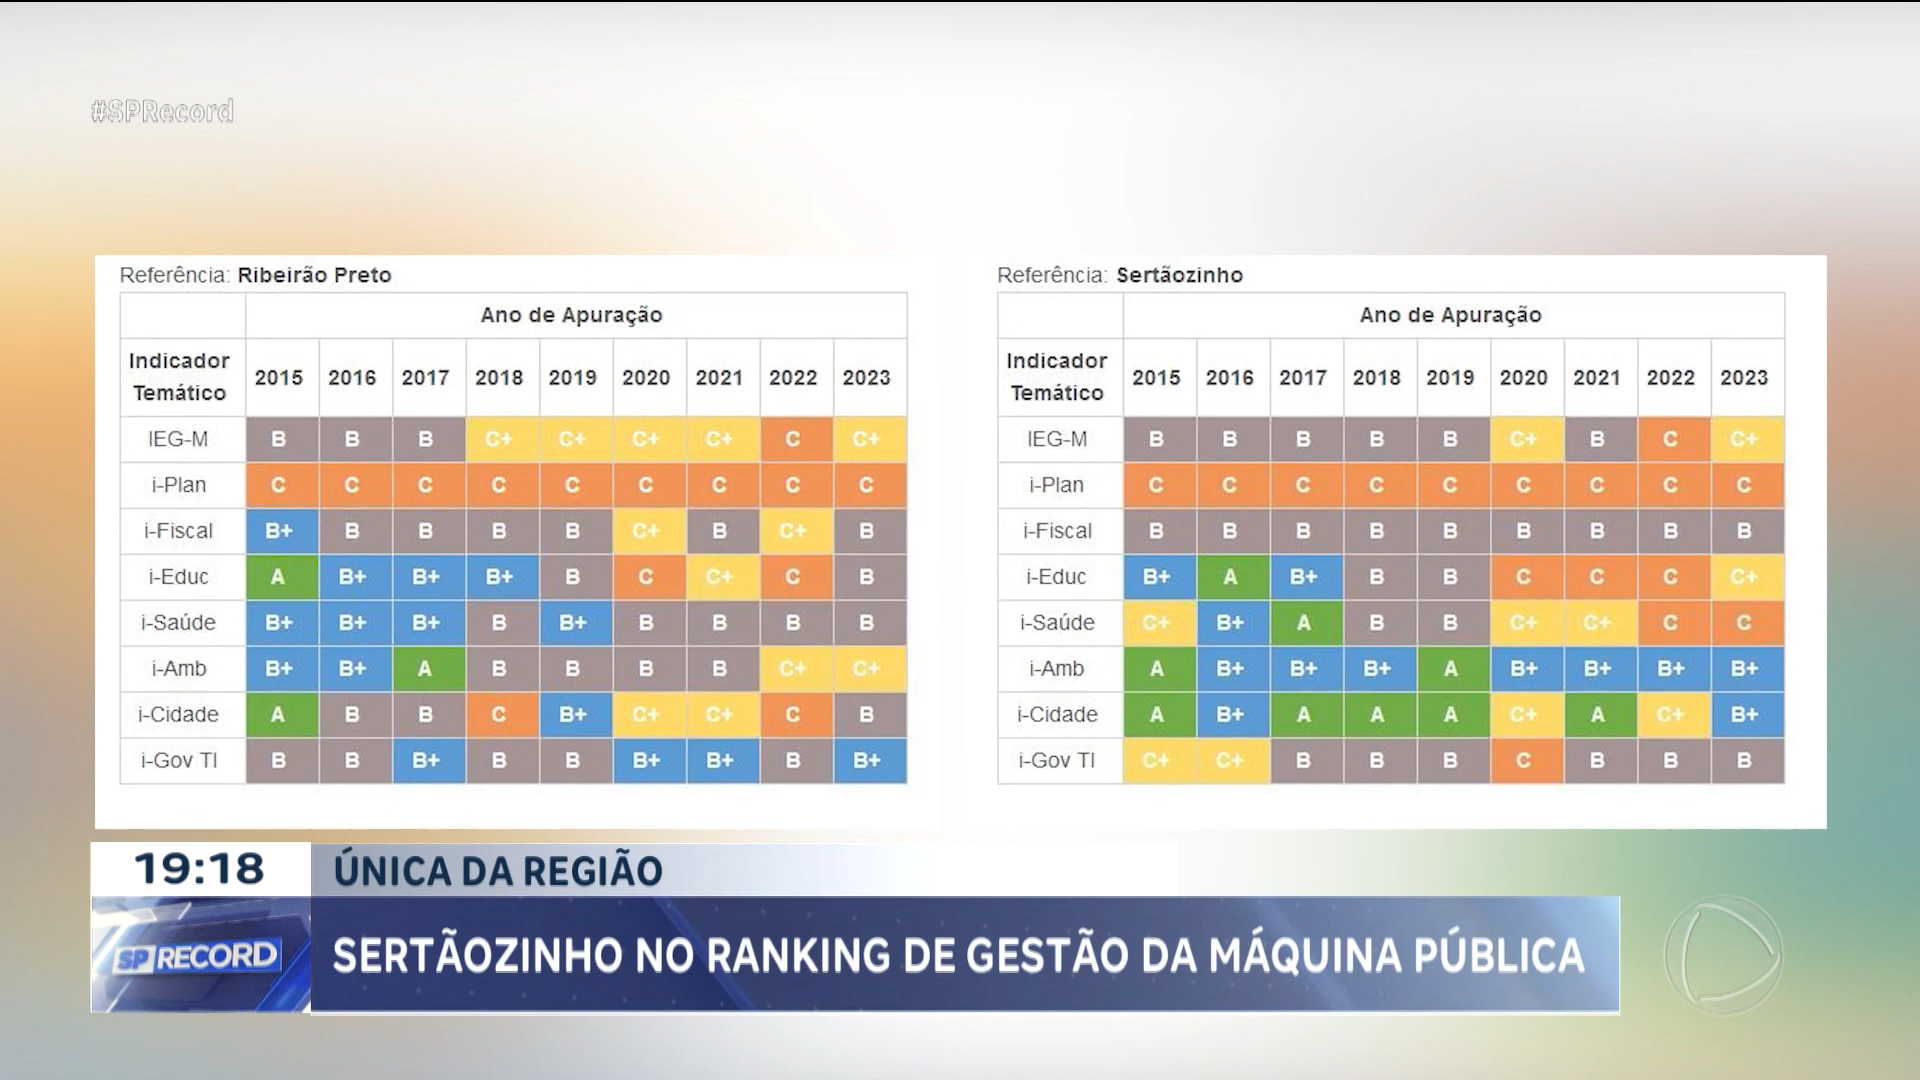 #SPRecord
Referência: Ribeirão Preto
Ano de Apuração
Indicador Temático 2015 2016 2017 2018 2019 2020 2021 2022 2023
IEG-M B B B C+ C+ C+ C+ C C+
i-Plan C C C C C C C C C
i-Fiscal B+ B B B B C+ B C+ B
i-Educ A B+ B+ B+ B C C+ C B
i-Saúde B+ B+ B+ B B+ B B B B
i-Amb B+ B+ A B B B B C+ C+
i-Cidade A B B C B+ C+ C+ C B
i-Gov TI B B B+ B B B+ B+ B B+
Referência: Sertãozinho
Ano de Apuração
Indicador Temático 2015 2016 2017 2018 2019 2020 2021 2022 2023
IEG-M B B B B B C+ B C C+
i-Plan C C C C C C C C C
i-Fiscal B B B B B B B B B
i-Educ B+ A B+ B B C C C C+
i-Saúde C+ B+ A B B C+ C+ C C
i-Amb A B+ B+ B+ A B+ B+ B+ B+
i-Cidade A B+ A A A C+ A C+ B+
i-Gov TI C+ C+ B B B C B B B
19:18
ÚNICA DA REGIÃO
SP RECORD
SERTÃOZINHO NO RANKING DE GESTÃO DA MÁQUINA PÚBLICA